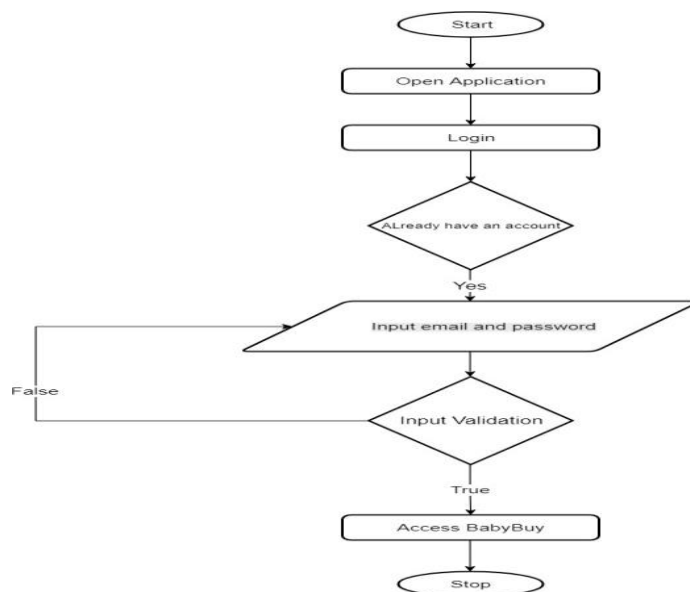 Start
Open Application
Login
ALready have an account
Yes
Input email and password
False
Input Validation
True
Access BabyBuy
Stop